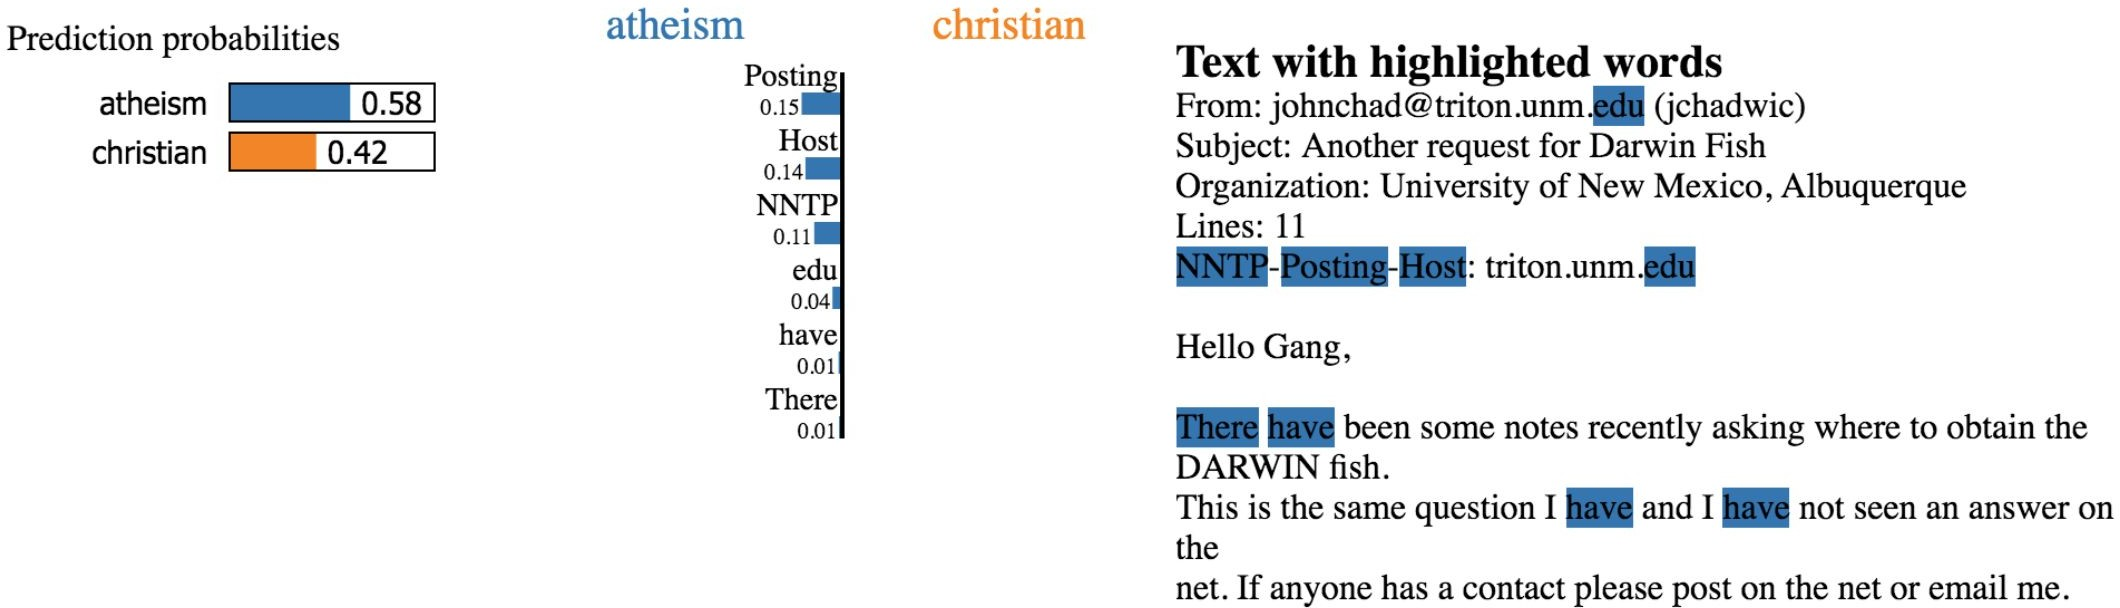 Prediction probabilities
atheism 0.58
christian 0.42
atheism christian
Posting
0.15
Host
0.14
NNTP
0.11
edu
0.04
have
0.01
There
0.01
Text with highlighted words
From: johnchad@triton.unm.edu (jchadwic)
Subject: Another request for Darwin Fish
Organization: University of New Mexico, Albuquerque
Lines: 11
NNTP-Posting-Host: triton.unm.edu
Hello Gang,
There have been some notes recently asking where to obtain the
DARWIN fish.
This is the same question I have and I have not seen an answer on
the
net. If anyone has a contact please post on the net or email me.